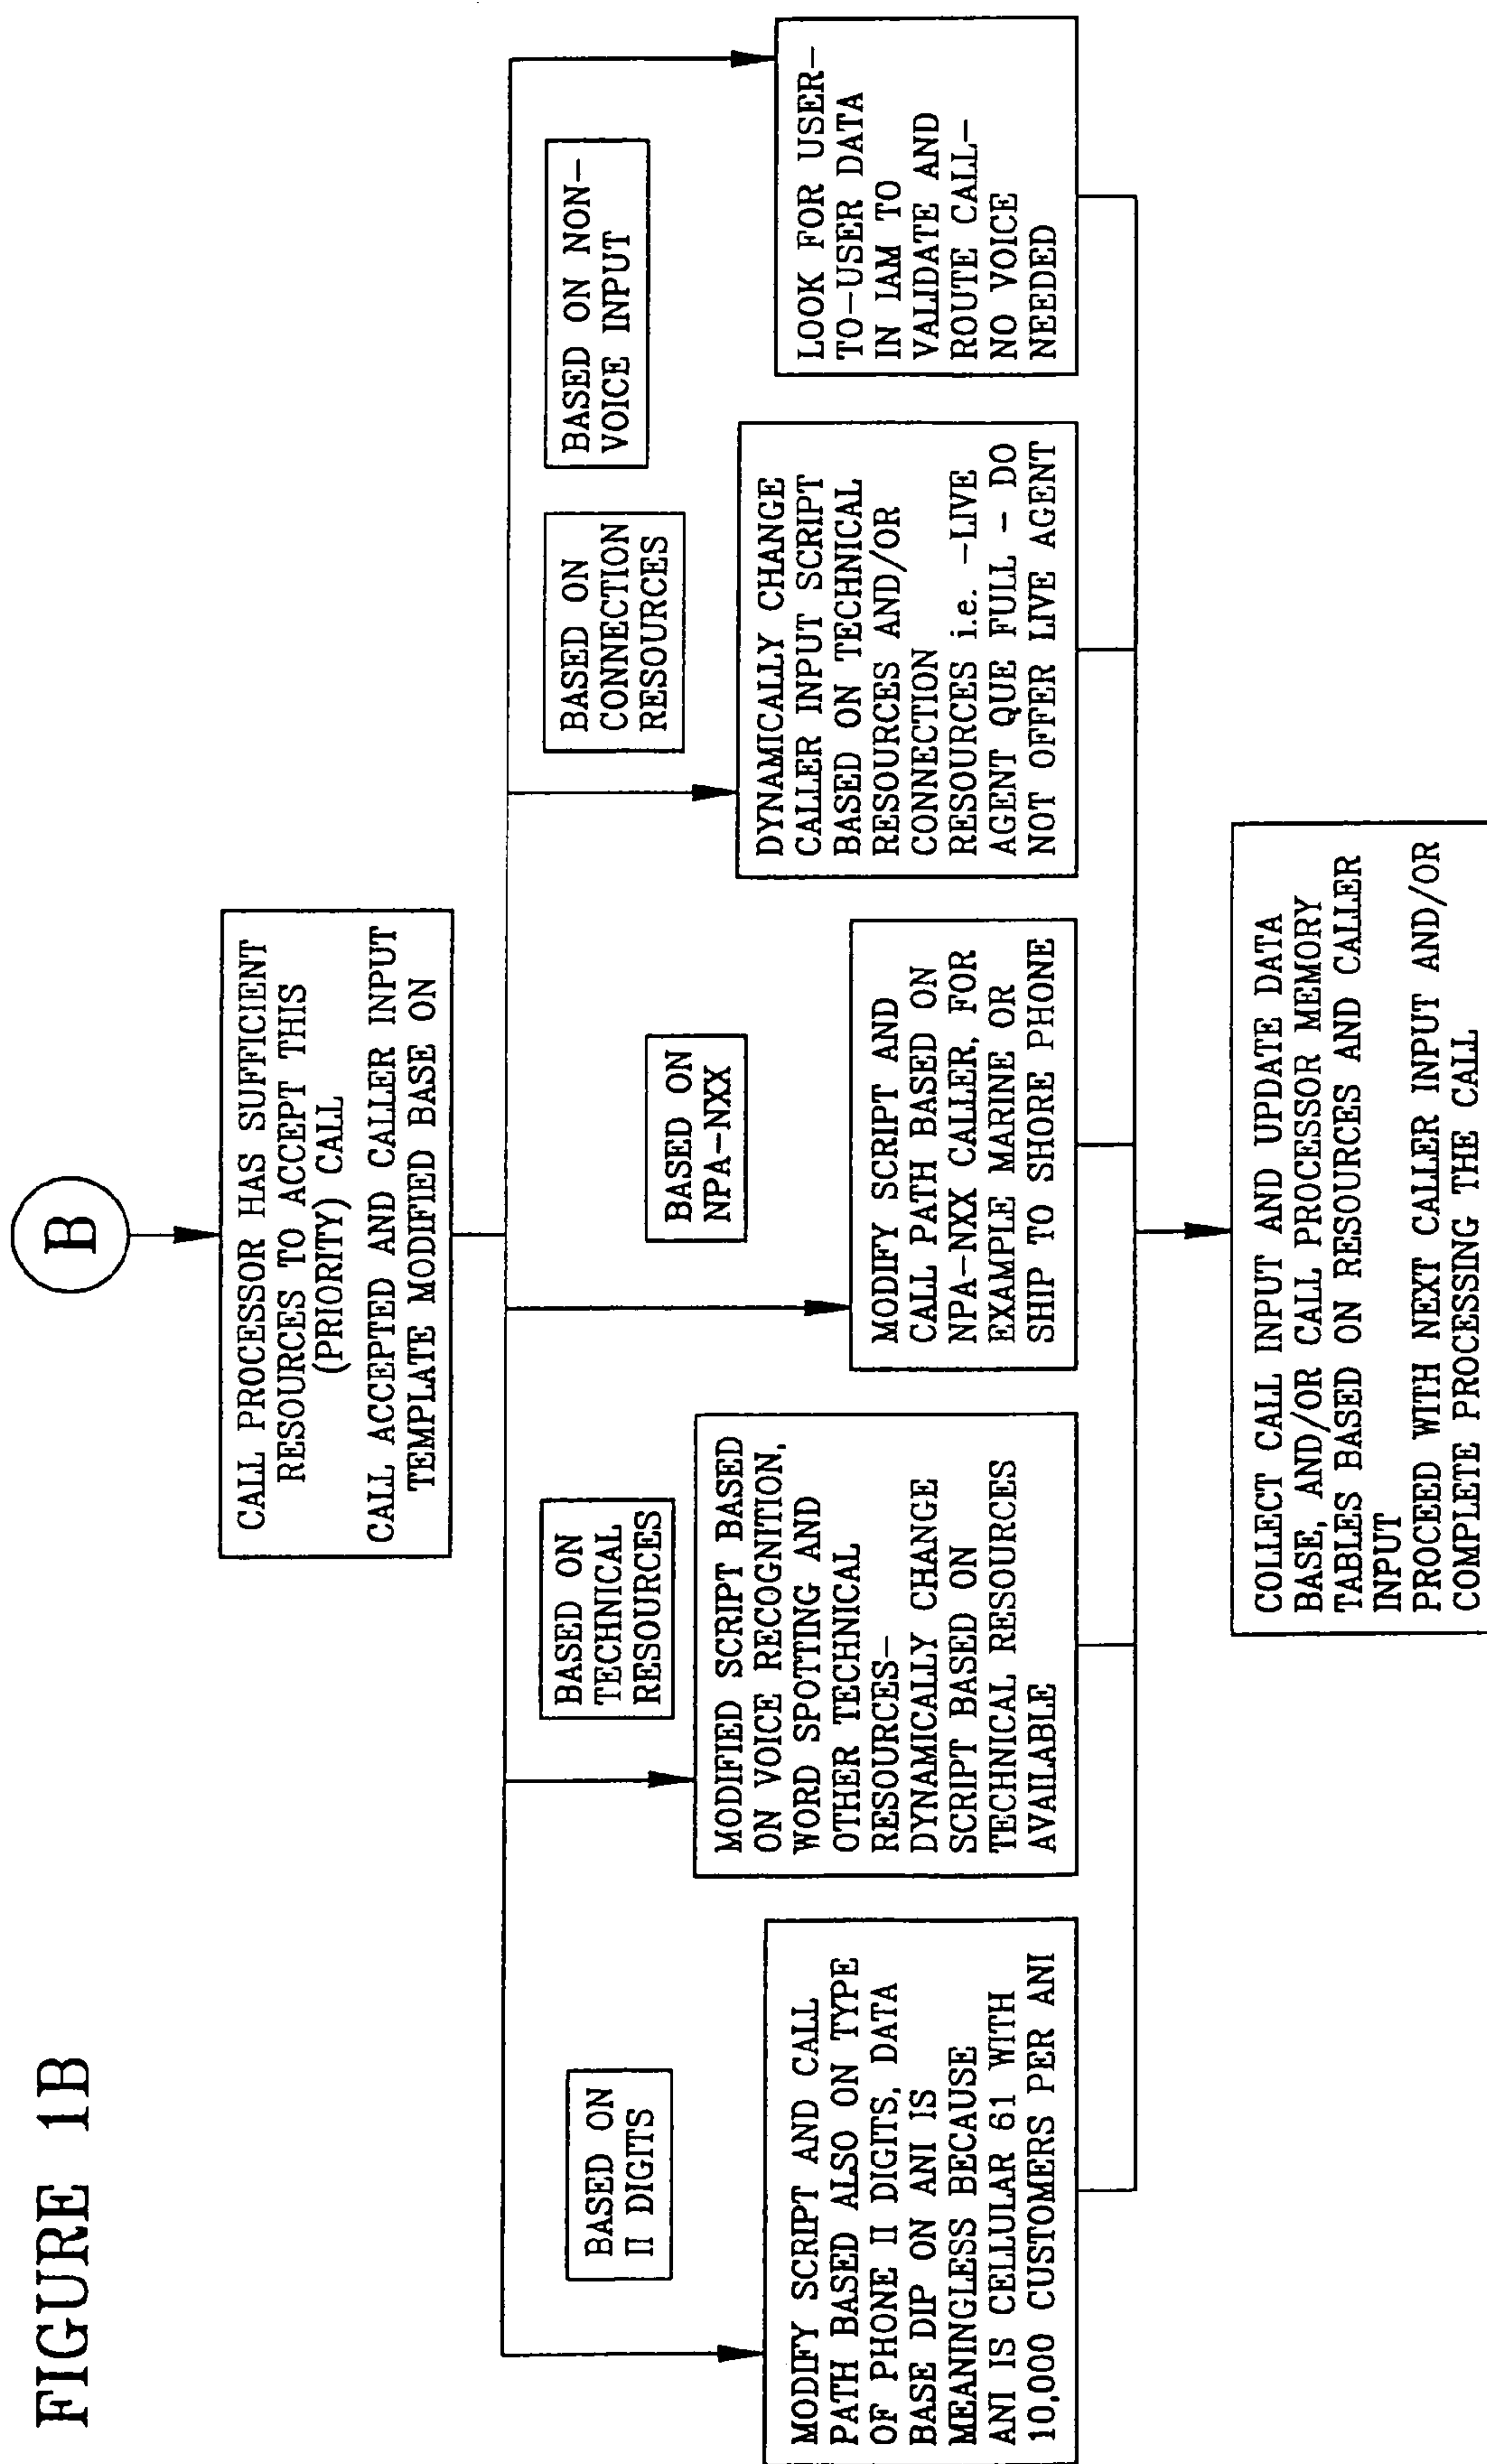 FIGURE 1B
B
CALL PROCESSOR HAS SUFFICIENT
RESOURCES TO ACCEPT THIS
(PRIORITY) CALL
CALL ACCEPTED AND CALLER INPUT
TEMPLATE MODIFIED BASE ON
BASED ON
II DIGITS
MODIFY SCRIPT AND CALL
PATH BASED ALSO ON TYPE
OF PHONE II DIGITS, DATA
BASE DIP ON ANI IS
MEANINGLESS BECAUSE
ANI IS CELLULAR 61 WITH
10,000 CUSTOMERS PER ANI
BASED ON
TECHNICAL
RESOURCES
MODIFIED SCRIPT BASED
ON VOICE RECOGNITION,
WORD SPOTTING AND
OTHER TECHNICAL
RESOURCES-
DYNAMICALLY CHANGE
SCRIPT BASED ON
TECHNICAL RESOURCES
AVAILABLE
BASED ON
NPA-NXX
MODIFY SCRIPT AND
CALL PATH BASED ON
NPA-NXX CALLER, FOR
EXAMPLE MARINE OR
SHIP TO SHORE PHONE
BASED ON
CONNECTION
RESOURCES
DYNAMICALLY CHANGE
CALLER INPUT SCRIPT
BASED ON TECHNICAL
RESOURCES AND/OR
CONNECTION
RESOURCES i.e. -LIVE
AGENT QUE FULL - DO
NOT OFFER LIVE AGENT
BASED ON NON-
VOICE INPUT
LOOK FOR USER-
TO-USER DATA
IN IAM TO
VALIDATE AND
ROUTE CALL-
NO VOICE
NEEDED
COLLECT CALL INPUT AND UPDATE DATA
BASE, AND/OR CALL PROCESSOR MEMORY
TABLES BASED ON RESOURCES AND CALLER
INPUT
PROCEED WITH NEXT CALLER INPUT AND/OR
COMPLETE PROCESSING THE CALL